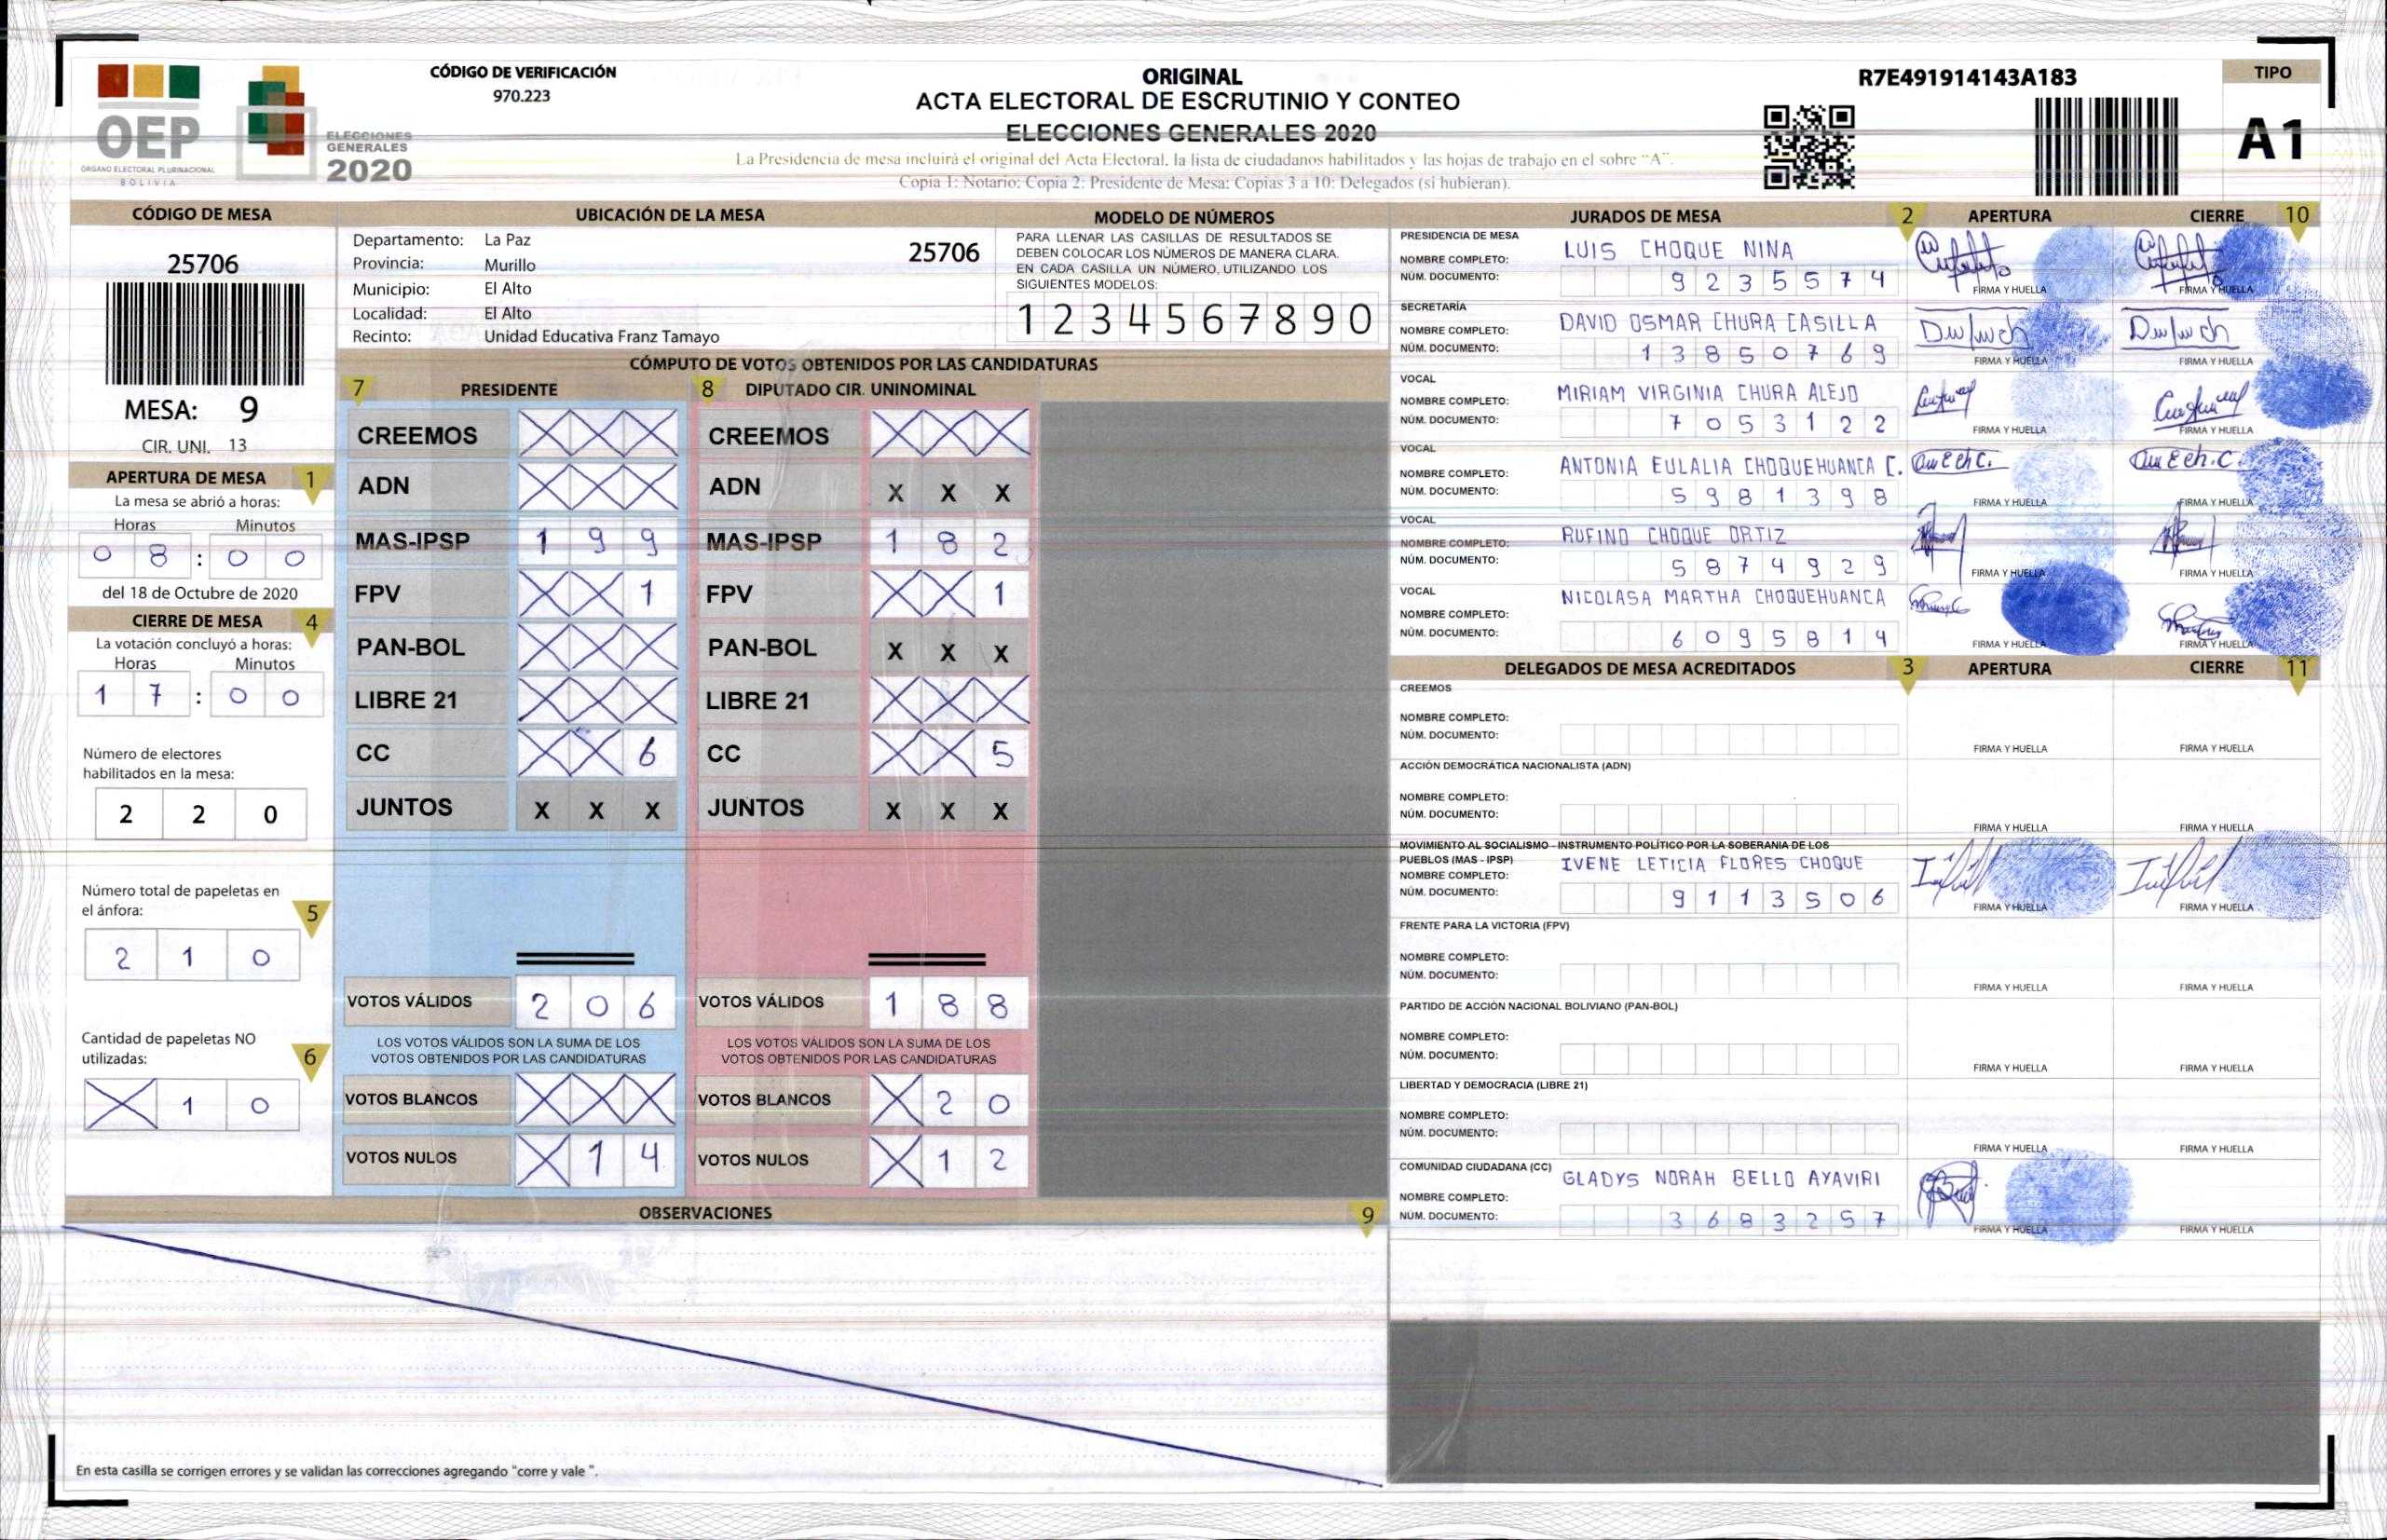 OEP
ÓRGANO ELECTORAL PLURINACIONAL
BOLIVIA
ELECCIONES
GENERALES
2020
CÓDIGO DE VERIFICACIÓN
970.223
ORIGINAL
ACTA ELECTORAL DE ESCRUTINIO Y CONTEO
ELECCIONES GENERALES 2020
La Presidencia de mesa incluirá el original del Acta Electoral, la lista de ciudadanos habilitados y las hojas de trabajo en el sobre "A".
Copia 1: Notario; Copia 2: Presidente de Mesa; Copias 3 a 10: Delegados (si hubieran).
R7E491914143A183
TIPO
A1
CÓDIGO DE MESA
25706
MESA: 9
CIR. UNI. 13
APERTURA DE MESA 1
La mesa se abrió a horas:
Horas Minutos
0 8 : 0 0
del 18 de Octubre de 2020
CIERRE DE MESA 4
La votación concluyó a horas:
Horas Minutos
1 7 : 0 0
Número de electores
habilitados en la mesa:
2 2 0
Número total de papeletas en
el ánfora: 5
2 1 0
Cantidad de papeletas NO
utilizadas: 6
X 1 0
UBICACIÓN DE LA MESA
Departamento: La Paz 25706
Provincia: Murillo
Municipio: El Alto
Localidad: El Alto
Recinto: Unidad Educativa Franz Tamayo
MODELO DE NÚMEROS
PARA LLENAR LAS CASILLAS DE RESULTADOS SE
DEBEN COLOCAR LOS NÚMEROS DE MANERA CLARA.
EN CADA CASILLA UN NÚMERO, UTILIZANDO LOS
SIGUIENTES MODELOS:
1 2 3 4 5 6 7 8 9 0
CÓMPUTO DE VOTOS OBTENIDOS POR LAS CANDIDATURAS
7 PRESIDENTE 8 DIPUTADO CIR. UNINOMINAL
CREEMOS X X X CREEMOS X X X
ADN X X X ADN X X X
MAS-IPSP 1 9 9 MAS-IPSP 1 8 2
FPV X X 1 FPV X X 1
PAN-BOL X X X PAN-BOL X X X
LIBRE 21 X X X LIBRE 21 X X X
CC X X 6 CC X X 5
JUNTOS X X X JUNTOS X X X
VOTOS VÁLIDOS 2 0 6 VOTOS VÁLIDOS 1 8 8
LOS VOTOS VÁLIDOS SON LA SUMA DE LOS LOS VOTOS VÁLIDOS SON LA SUMA DE LOS
VOTOS OBTENIDOS POR LAS CANDIDATURAS VOTOS OBTENIDOS POR LAS CANDIDATURAS
VOTOS BLANCOS X X X VOTOS BLANCOS X 2 0
VOTOS NULOS X 1 4 VOTOS NULOS X 1 2
OBSERVACIONES 9
En esta casilla se corrigen errores y se validan las correcciones agregando "corre y vale ".
JURADOS DE MESA 2 APERTURA CIERRE 10
PRESIDENCIA DE MESA
NOMBRE COMPLETO: LUIS CHOQUE NINA
NÚM. DOCUMENTO: 9 2 3 5 5 7 4
FIRMA Y HUELLA FIRMA Y HUELLA
SECRETARÍA
NOMBRE COMPLETO: DAVID OSMAR CHURA CASILLA
NÚM. DOCUMENTO: 1 3 8 5 0 7 6 9
FIRMA Y HUELLA FIRMA Y HUELLA
VOCAL
NOMBRE COMPLETO: MIRIAM VIRGINIA CHURA ALEJO
NÚM. DOCUMENTO: 7 0 5 3 1 2 2
FIRMA Y HUELLA FIRMA Y HUELLA
VOCAL
NOMBRE COMPLETO: ANTONIA EULALIA CHOQUEHUANCA C.
NÚM. DOCUMENTO: 5 9 8 1 3 9 8
FIRMA Y HUELLA FIRMA Y HUELLA
VOCAL
NOMBRE COMPLETO: RUFINO CHOQUE ORTIZ
NÚM. DOCUMENTO: 5 8 7 4 9 2 9
FIRMA Y HUELLA FIRMA Y HUELLA
VOCAL
NOMBRE COMPLETO: NICOLASA MARTHA CHOQUEHUANCA
NÚM. DOCUMENTO: 6 0 9 5 8 1 4
FIRMA Y HUELLA FIRMA Y HUELLA
DELEGADOS DE MESA ACREDITADOS 3 APERTURA CIERRE 11
CREEMOS
NOMBRE COMPLETO:
NÚM. DOCUMENTO:
FIRMA Y HUELLA FIRMA Y HUELLA
ACCIÓN DEMOCRÁTICA NACIONALISTA (ADN)
NOMBRE COMPLETO:
NÚM. DOCUMENTO:
FIRMA Y HUELLA FIRMA Y HUELLA
MOVIMIENTO AL SOCIALISMO - INSTRUMENTO POLÍTICO POR LA SOBERANIA DE LOS
PUEBLOS (MAS - IPSP)
NOMBRE COMPLETO: IVENE LETICIA FLORES CHOQUE
NÚM. DOCUMENTO: 9 1 1 3 5 0 6
FIRMA Y HUELLA FIRMA Y HUELLA
FRENTE PARA LA VICTORIA (FPV)
NOMBRE COMPLETO:
NÚM. DOCUMENTO:
FIRMA Y HUELLA FIRMA Y HUELLA
PARTIDO DE ACCIÓN NACIONAL BOLIVIANO (PAN-BOL)
NOMBRE COMPLETO:
NÚM. DOCUMENTO:
FIRMA Y HUELLA FIRMA Y HUELLA
LIBERTAD Y DEMOCRACIA (LIBRE 21)
NOMBRE COMPLETO:
NÚM. DOCUMENTO:
FIRMA Y HUELLA FIRMA Y HUELLA
COMUNIDAD CIUDADANA (CC)
NOMBRE COMPLETO: GLADYS NORAH BELLO AYAVIRI
NÚM. DOCUMENTO: 3 6 8 3 2 5 7
FIRMA Y HUELLA FIRMA Y HUELLA